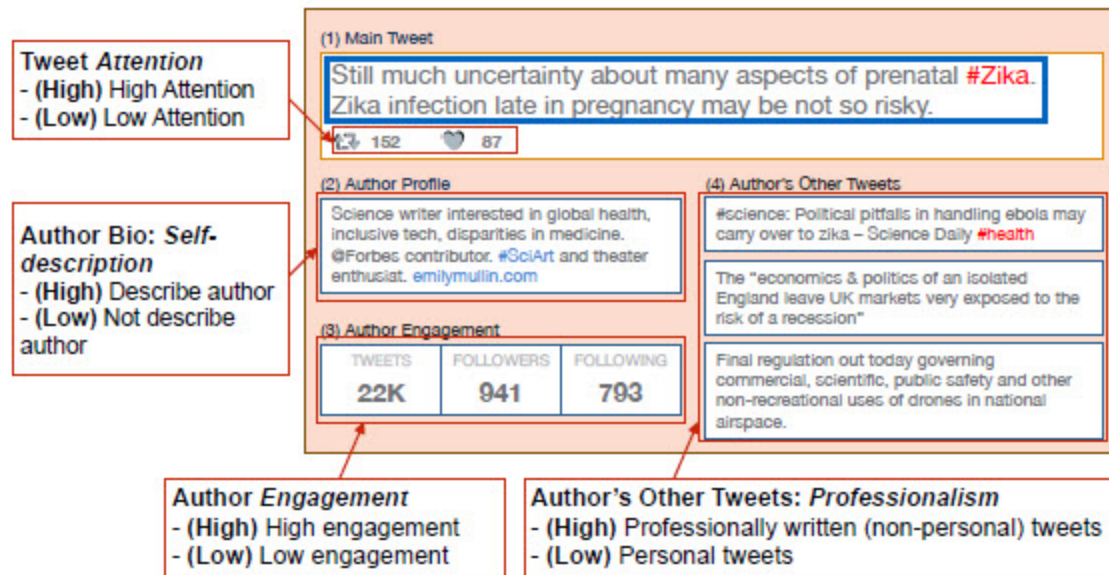 (1) Main Tweet
Tweet Attention
- (High) High Attention
- (Low) Low Attention
Still much uncertainty about many aspects of prenatal #Zika.
Zika infection late in pregnancy may be not so risky.
152 87
(2) Author Profile
Science writer interested in global health,
inclusive tech, disparities in medicine.
@Forbes contributor. #SciArt and theater
enthusiat. emilymullin.com
Author Bio: Self-
description
- (High) Describe author
- (Low) Not describe
author
(3) Author Engagement
TWEETS FOLLOWERS FOLLOWING
22K 941 793
(4) Author's Other Tweets
#science: Political pitfalls in handling ebola may
carry over to zika – Science Daily #health
The "economics & politics of an isolated
England leave UK markets very exposed to the
risk of a recession"
Final regulation out today governing
commercial, scientific, public safety and other
non-recreational uses of drones in national
airspace.
Author Engagement
- (High) High engagement
- (Low) Low engagement
Author's Other Tweets: Professionalism
- (High) Professionally written (non-personal) tweets
- (Low) Personal tweets